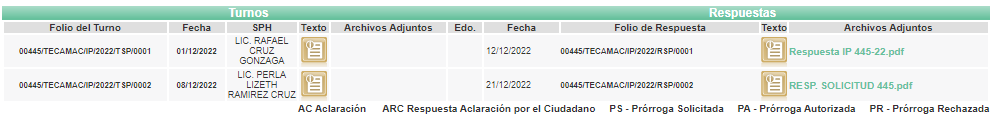 Turnos Respuestas
Folio del Turno Fecha SPH Texto Archivos Adjuntos Edo. Fecha Folio de Respuesta Texto Archivos Adjuntos
LIC. RAFAEL
00445/TECAMAC/IP/2022/TSP/0001 01/12/2022 CRUZ 12/12/2022 00445/TECAMAC/IP/2022/RSP/0001 Respuesta IP 445-22.pdf
GONZAGA
LIC. PERLA
00445/TECAMAC/IP/2022/TSP/0002 08/12/2022 LIZETH 21/12/2022 00445/TECAMAC/IP/2022/RSP/0002 RESP. SOLICITUD 445.pdf
RAMIREZ CRUZ
AC Aclaración ARC Respuesta Aclaración por el Ciudadano PS - Prórroga Solicitada PA - Prórroga Autorizada PR - Prórroga Rechazada